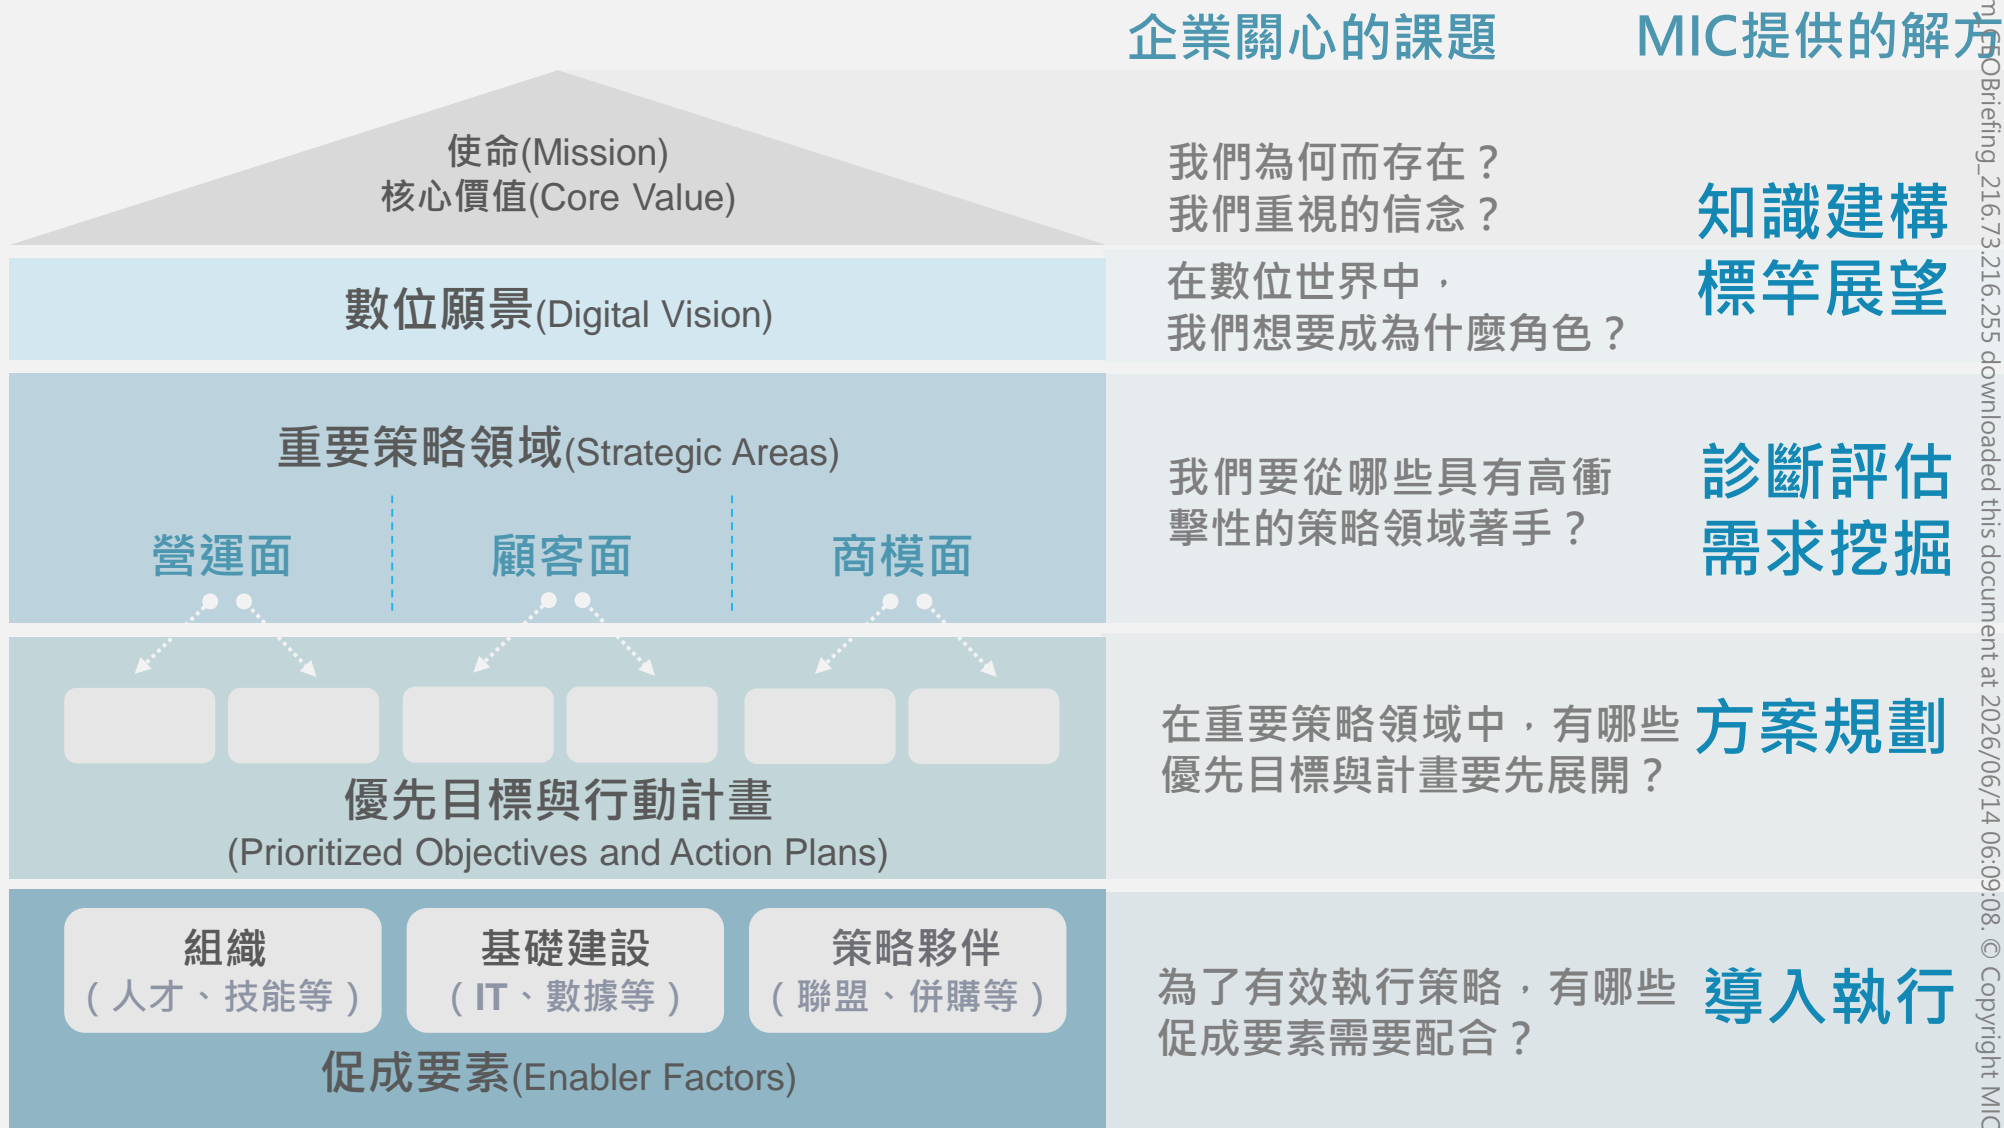 企業關心的課題
MIC提供的解方
使命(Mission)
核心價值(Core Value)
我們為何而存在？
我們重視的信念？
知識建構
標竿展望
數位願景(Digital Vision)
在數位世界中，
我們想要成為什麼角色？
重要策略領域(Strategic Areas)
營運面
顧客面
商模面
我們要從哪些具有高衝
擊性的策略領域著手？
診斷評估
需求挖掘
優先目標與行動計畫
(Prioritized Objectives and Action Plans)
在重要策略領域中，有哪些
優先目標與計畫要先展開？
方案規劃
組織
（人才、技能等）
基礎建設
（IT、數據等）
策略夥伴
（聯盟、併購等）
促成要素(Enabler Factors)
為了有效執行策略，有哪些
促成要素需要配合？
導入執行
CEOBriefing_216.73.216.255 downloaded this document at 2026/06/14 06:09:08. © Copyright MIC